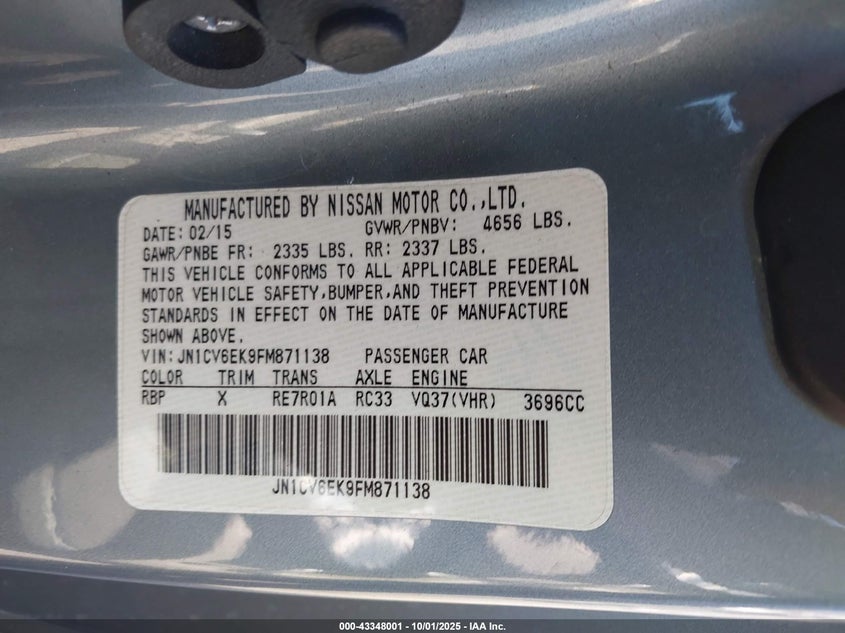 MANUFACTURED BY NISSAN MOTOR CO.,LTD.
DATE: 02/15 GVWR/PNBV: 4656 LBS.
GAWR/PNBE FR: 2335 LBS. RR: 2337 LBS.
THIS VEHICLE CONFORMS TO ALL APPLICABLE FEDERAL
MOTOR VEHICLE SAFETY,BUMPER,AND THEFT PREVENTION
STANDARDS IN EFFECT ON THE DATE OF MANUFACTURE
SHOWN ABOVE.
VIN:JN1CV6EK9FM871138 PASSENGER CAR
COLOR TRIM TRANS AXLE ENGINE
RBP X RE7R01A RC33 VQ37(VHR) 3696CC
JN1CV6EK9FM871138
000-43348001 - 10/01/2025 - IAA Inc.